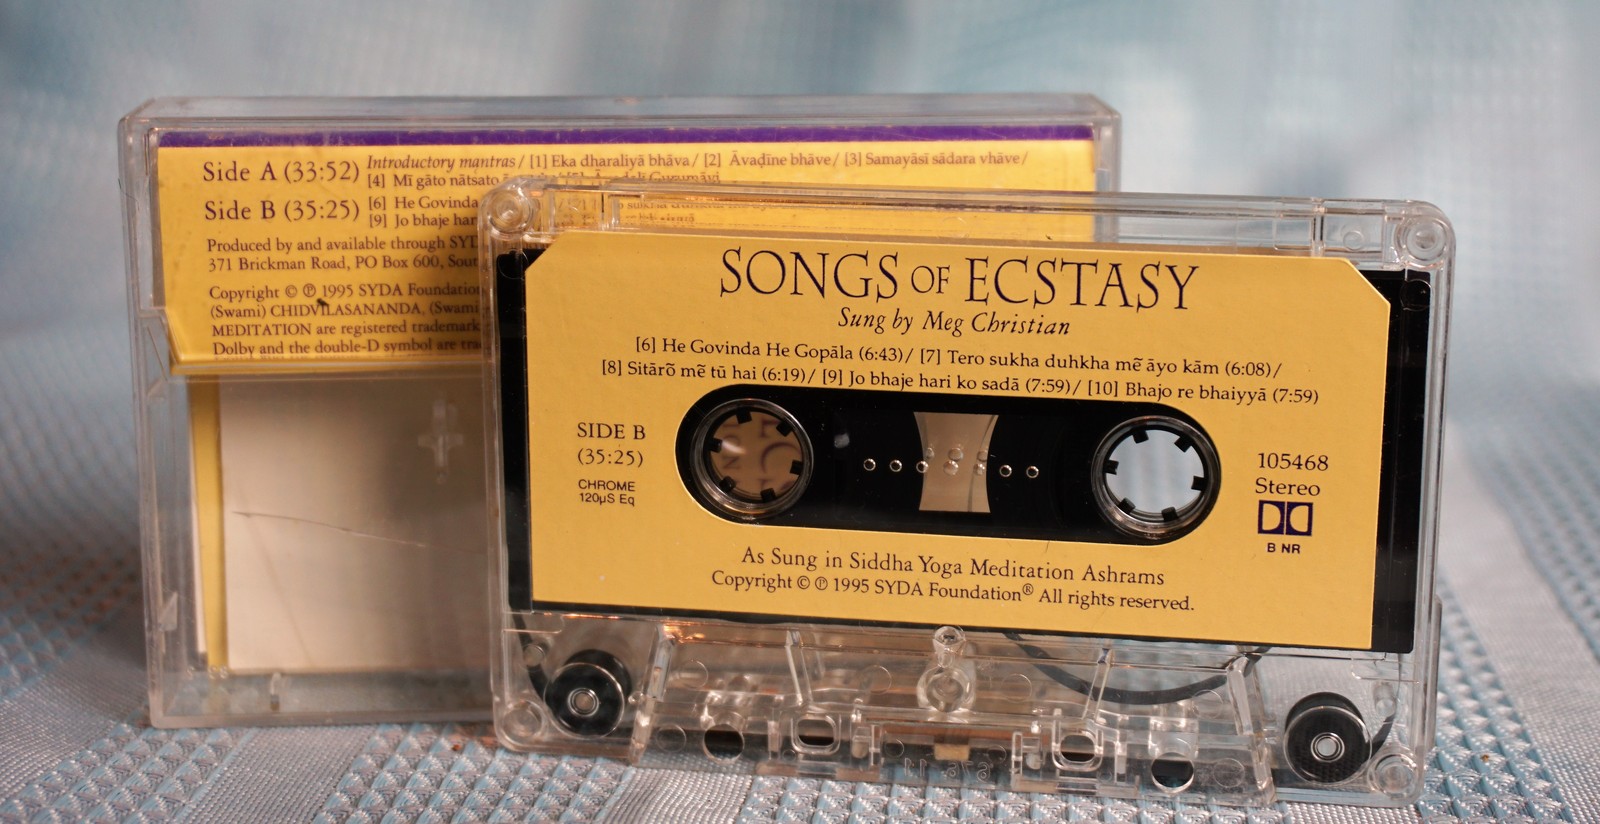 Side A (33:52)
Introductory mantras / [1] Eka dharaliyā bhāva / [2] Āvaḍīne bhāve / [3] Samayāsī sādara vhāve /
[4] Mī gāto nātsato
Side B (35:25)
[6] He Govinda
[9] Jo bhaje hari
Produced by and available through
371 Brickman Road, PO Box 600,
Copyright © ℗ 1995 SYDA Foundation
(Swami) CHIDVILASANANDA, (Swami
MEDITATION are registered
Dolby and the double-D symbol are
SONGS OF ECSTASY
Sung by Meg Christian
[6] He Govinda He Gopāla (6:43) / [7] Tero sukha duhkha mẽ āyo kām (6:08) /
[8] Sitārõ mẽ tū hai (6:19) / [9] Jo bhaje hari ko sadā (7:59) / [10] Bhajo re bhaiyyā (7:59)
SIDE B
(35:25)
CHROME
120µS Eq
105468
Stereo
B NR
As Sung in Siddha Yoga Meditation Ashrams
Copyright © ℗ 1995 SYDA Foundation® All rights reserved.